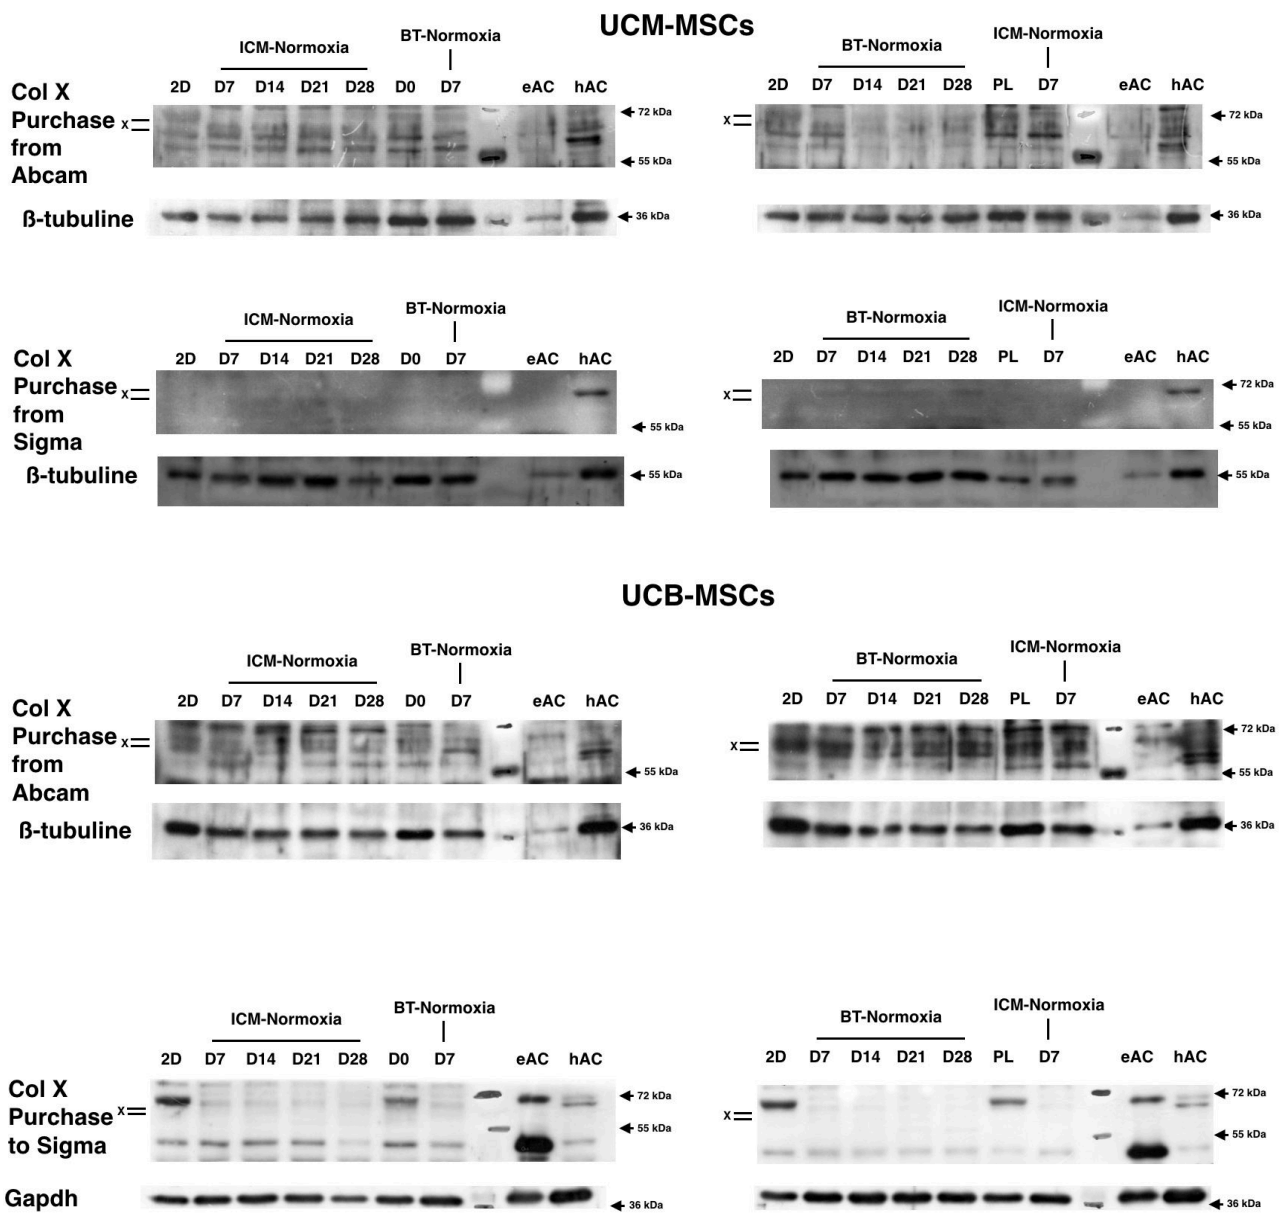 UCM-MSCs
ICM-Normoxia BT-Normoxia
2D D7 D14 D21 D28 D0 D7 eAC hAC
BT-Normoxia ICM-Normoxia
2D D7 D14 D21 D28 PL D7 eAC hAC
Col X
Purchase
from
Abcam
X
72 kDa
55 kDa
X
72 kDa
55 kDa
ß-tubuline
36 kDa
36 kDa
ICM-Normoxia BT-Normoxia
2D D7 D14 D21 D28 D0 D7 eAC hAC
BT-Normoxia ICM-Normoxia
2D D7 D14 D21 D28 PL D7 eAC hAC
Col X
Purchase
from
Sigma
X
55 kDa
X
72 kDa
55 kDa
ß-tubuline
55 kDa
55 kDa
UCB-MSCs
ICM-Normoxia BT-Normoxia
2D D7 D14 D21 D28 D0 D7 eAC hAC
BT-Normoxia ICM-Normoxia
2D D7 D14 D21 D28 PL D7 eAC hAC
Col X
Purchase
from
Abcam
X
55 kDa
X
72 kDa
55 kDa
ß-tubuline
36 kDa
36 kDa
ICM-Normoxia BT-Normoxia
2D D7 D14 D21 D28 D0 D7 eAC hAC
BT-Normoxia ICM-Normoxia
2D D7 D14 D21 D28 PL D7 eAC hAC
Col X
Purchase
to Sigma
X
72 kDa
55 kDa
X
72 kDa
55 kDa
Gapdh
36 kDa
36 kDa